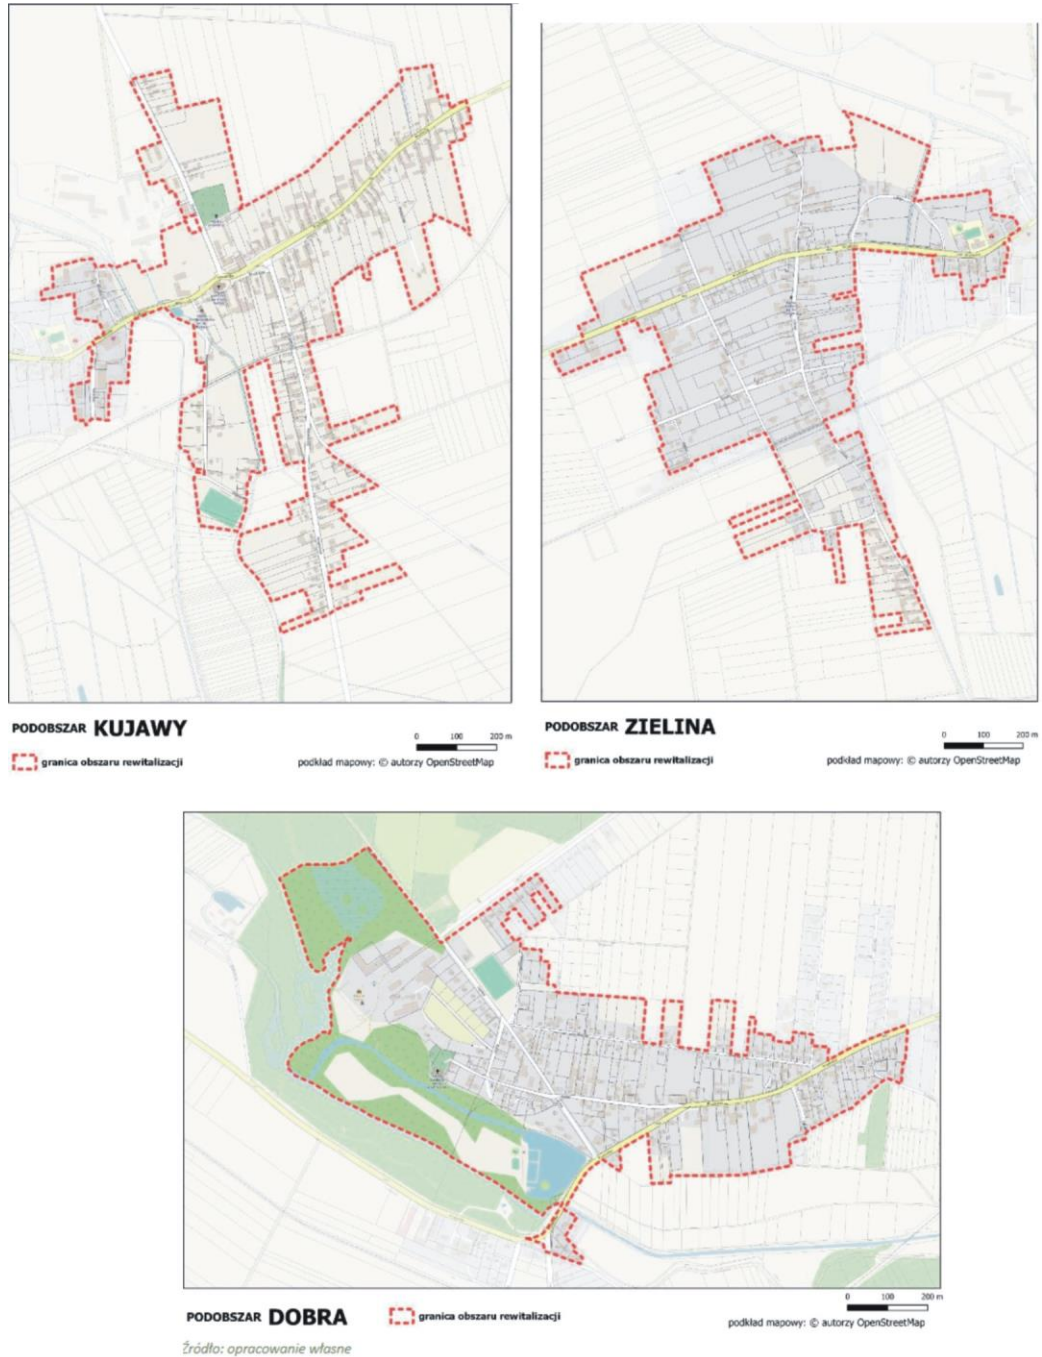 PODOBSZAR KUJAWY
0 100 200 m
granica obszaru rewitalizacji
podkład mapowy: © autorzy OpenStreetMap
PODOBSZAR ZIELINA
0 100 200 m
granica obszaru rewitalizacji
podkład mapowy: © autorzy OpenStreetMap
PODOBSZAR DOBRA
granica obszaru rewitalizacji
0 100 200 m
podkład mapowy: © autorzy OpenStreetMap
Źródło: opracowanie własne